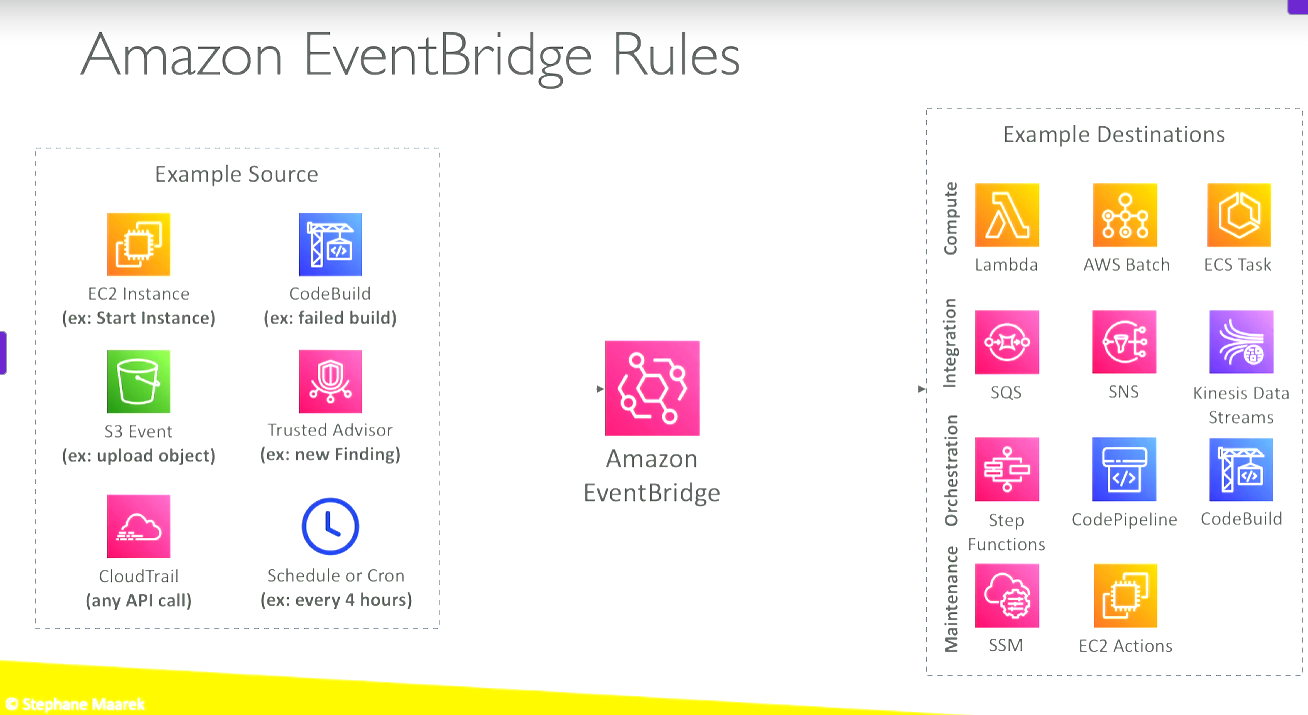 Amazon EventBridge Rules
Example Source
EC2 Instance
(ex: Start Instance)
CodeBuild
(ex: failed build)
S3 Event
(ex: upload object)
Trusted Advisor
(ex: new Finding)
CloudTrail
(any API call)
Schedule or Cron
(ex: every 4 hours)
Amazon
EventBridge
Example Destinations
Compute
Lambda
AWS Batch
ECS Task
Integration
SQS
SNS
Kinesis Data
Streams
Orchestration
Step
Functions
CodePipeline
CodeBuild
Maintenance
SSM
EC2 Actions
© Stephane Maarek